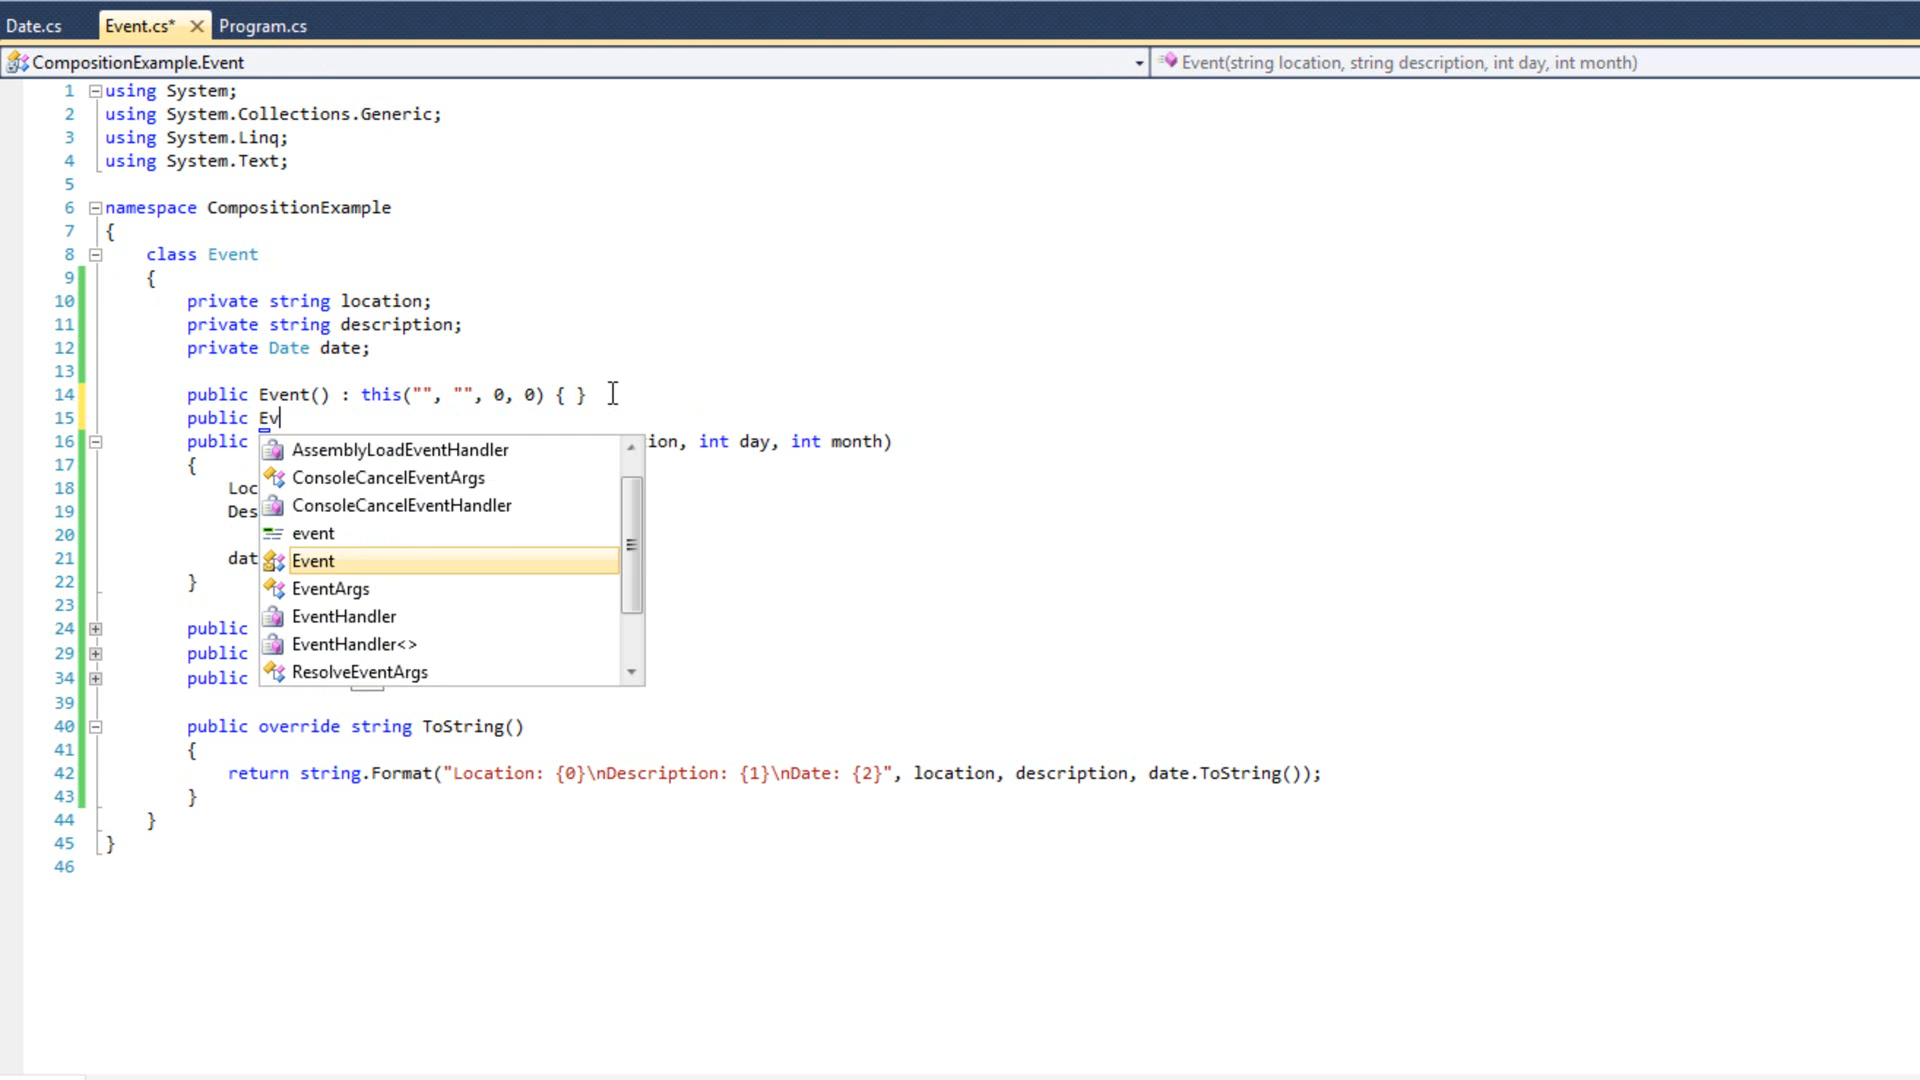 Date.cs Event.cs* Program.cs
CompositionExample.Event Event(string location, string description, int day, int month)
1 using System;
2 using System.Collections.Generic;
3 using System.Linq;
4 using System.Text;
5
6 namespace CompositionExample
7 {
8 class Event
9 {
10 private string location;
11 private string description;
12 private Date date;
13
14 public Event() : this("", "", 0, 0) { }
15 public Ev
16 public ion, int day, int month)
17 {
18 Loc
19 Des
20
21 dat
22 }
23
24 public
29 public
34 public
39
40 public override string ToString()
41 {
42 return string.Format("Location: {0}\nDescription: {1}\nDate: {2}", location, description, date.ToString());
43 }
44 }
45 }
46
AssemblyLoadEventHandler
ConsoleCancelEventArgs
ConsoleCancelEventHandler
event
Event
EventArgs
EventHandler
EventHandler<>
ResolveEventArgs